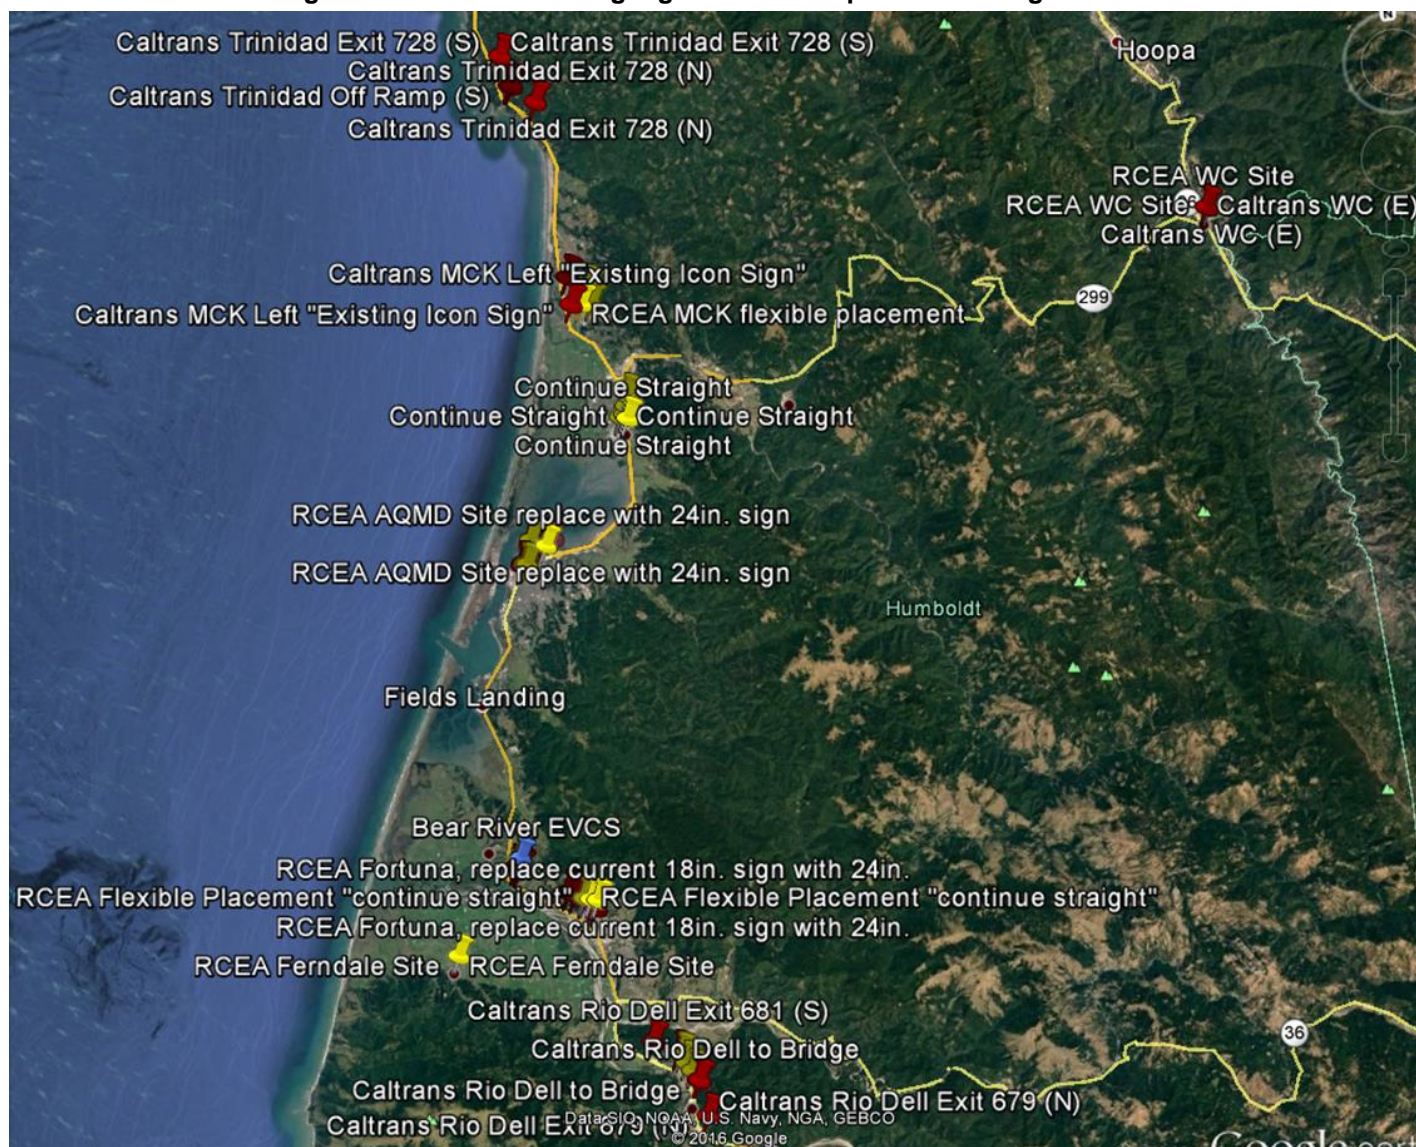 Caltrans Trinidad Exit 728 (S) Caltrans Trinidad Exit 728 (S)
Hoopa
Caltrans Trinidad Exit 728 (N)
Caltrans Trinidad Off Ramp (S)
Caltrans Trinidad Exit 728 (N)
RCEA WC Site
RCEA WC Site Caltrans WC (E)
Caltrans WC (E)
Caltrans MCK Left "Existing Icon Sign"
299
Caltrans MCK Left "Existing Icon Sign" RCEA MCK flexible placement
Continue Straight
Continue Straight Continue Straight
Continue Straight
RCEA AQMD Site replace with 24in. sign
RCEA AQMD Site replace with 24in. sign
Humboldt
Fields Landing
Bear River EVCS
RCEA Fortuna, replace current 18in. sign with 24in.
RCEA Flexible Placement "continue straight" RCEA Flexible Placement "continue straight"
RCEA Fortuna, replace current 18in. sign with 24in.
RCEA Ferndale Site RCEA Ferndale Site
Caltrans Rio Dell Exit 681 (S)
36
Caltrans Rio Dell to Bridge
Caltrans Rio Dell to Bridge
Caltrans Rio Dell Exit 679 (N)
Caltrans Rio Dell Exit 679 (N)
Data SIO, NOAA, U.S. Navy, NGA, GEBCO
© 2016 Google